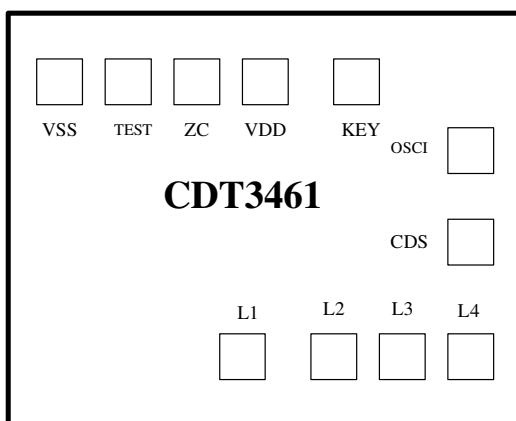 VSS TEST ZC VDD KEY
OSCI
CDT3461
CDS
L1 L2 L3 L4